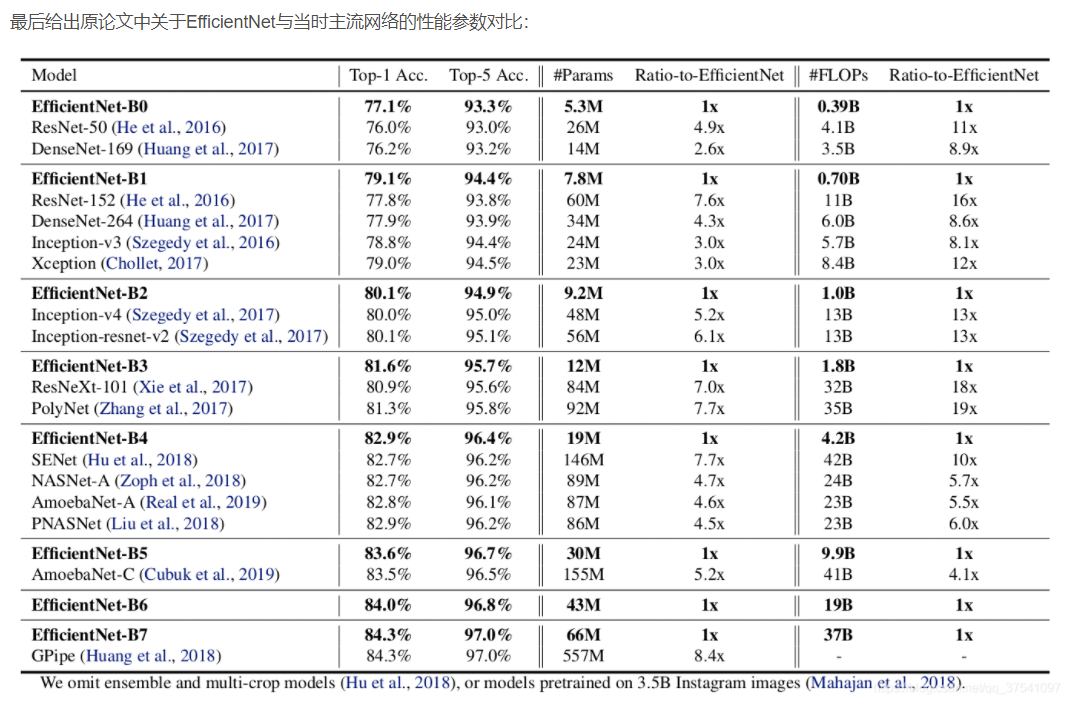 最后给出原论文中关于EfficientNet与当时主流网络的性能参数对比：
Model Top-1 Acc. Top-5 Acc. #Params Ratio-to-EfficientNet #FLOPs Ratio-to-EfficientNet
EfficientNet-B0 77.1% 93.3% 5.3M 1x 0.39B 1x
ResNet-50 (He et al., 2016) 76.0% 93.0% 26M 4.9x 4.1B 11x
DenseNet-169 (Huang et al., 2017) 76.2% 93.2% 14M 2.6x 3.5B 8.9x
EfficientNet-B1 79.1% 94.4% 7.8M 1x 0.70B 1x
ResNet-152 (He et al., 2016) 77.8% 93.8% 60M 7.6x 11B 16x
DenseNet-264 (Huang et al., 2017) 77.9% 93.9% 34M 4.3x 6.0B 8.6x
Inception-v3 (Szegedy et al., 2016) 78.8% 94.4% 24M 3.0x 5.7B 8.1x
Xception (Chollet, 2017) 79.0% 94.5% 23M 3.0x 8.4B 12x
EfficientNet-B2 80.1% 94.9% 9.2M 1x 1.0B 1x
Inception-v4 (Szegedy et al., 2017) 80.0% 95.0% 48M 5.2x 13B 13x
Inception-resnet-v2 (Szegedy et al., 2017) 80.1% 95.1% 56M 6.1x 13B 13x
EfficientNet-B3 81.6% 95.7% 12M 1x 1.8B 1x
ResNeXt-101 (Xie et al., 2017) 80.9% 95.6% 84M 7.0x 32B 18x
PolyNet (Zhang et al., 2017) 81.3% 95.8% 92M 7.7x 35B 19x
EfficientNet-B4 82.9% 96.4% 19M 1x 4.2B 1x
SENet (Hu et al., 2018) 82.7% 96.2% 146M 7.7x 42B 10x
NASNet-A (Zoph et al., 2018) 82.7% 96.2% 89M 4.7x 24B 5.7x
AmoebaNet-A (Real et al., 2019) 82.8% 96.1% 87M 4.6x 23B 5.5x
PNASNet (Liu et al., 2018) 82.9% 96.2% 86M 4.5x 23B 6.0x
EfficientNet-B5 83.6% 96.7% 30M 1x 9.9B 1x
AmoebaNet-C (Cubuk et al., 2019) 83.5% 96.5% 155M 5.2x 41B 4.1x
EfficientNet-B6 84.0% 96.8% 43M 1x 19B 1x
EfficientNet-B7 84.3% 97.0% 66M 1x 37B 1x
GPipe (Huang et al., 2018) 84.3% 97.0% 557M 8.4x - -
We omit ensemble and multi-crop models (Hu et al., 2018), or models pretrained on 3.5B Instagram images (Mahajan et al., 2018).